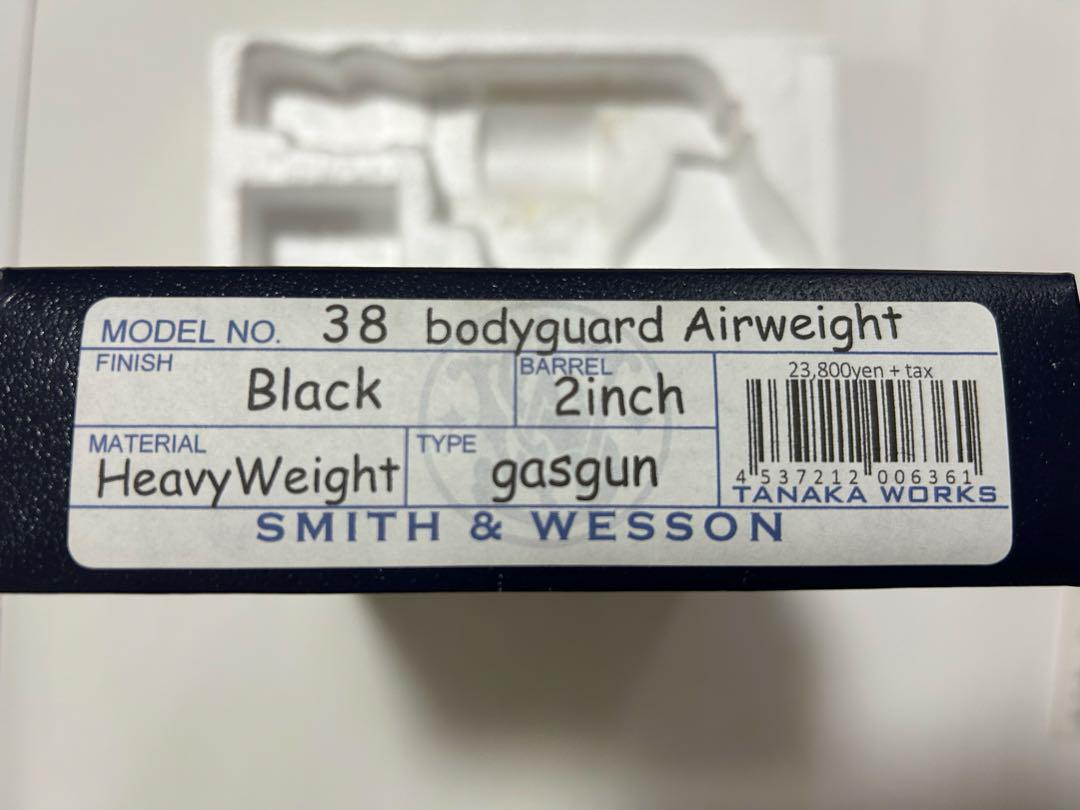 MODEL NO. 38 bodyguard Airweight
FINISH Black
BARREL 2inch
23,800yen + tax
MATERIAL HeavyWeight
TYPE gasgun
4 537212 006361
TANAKA WORKS
SMITH & WESSON